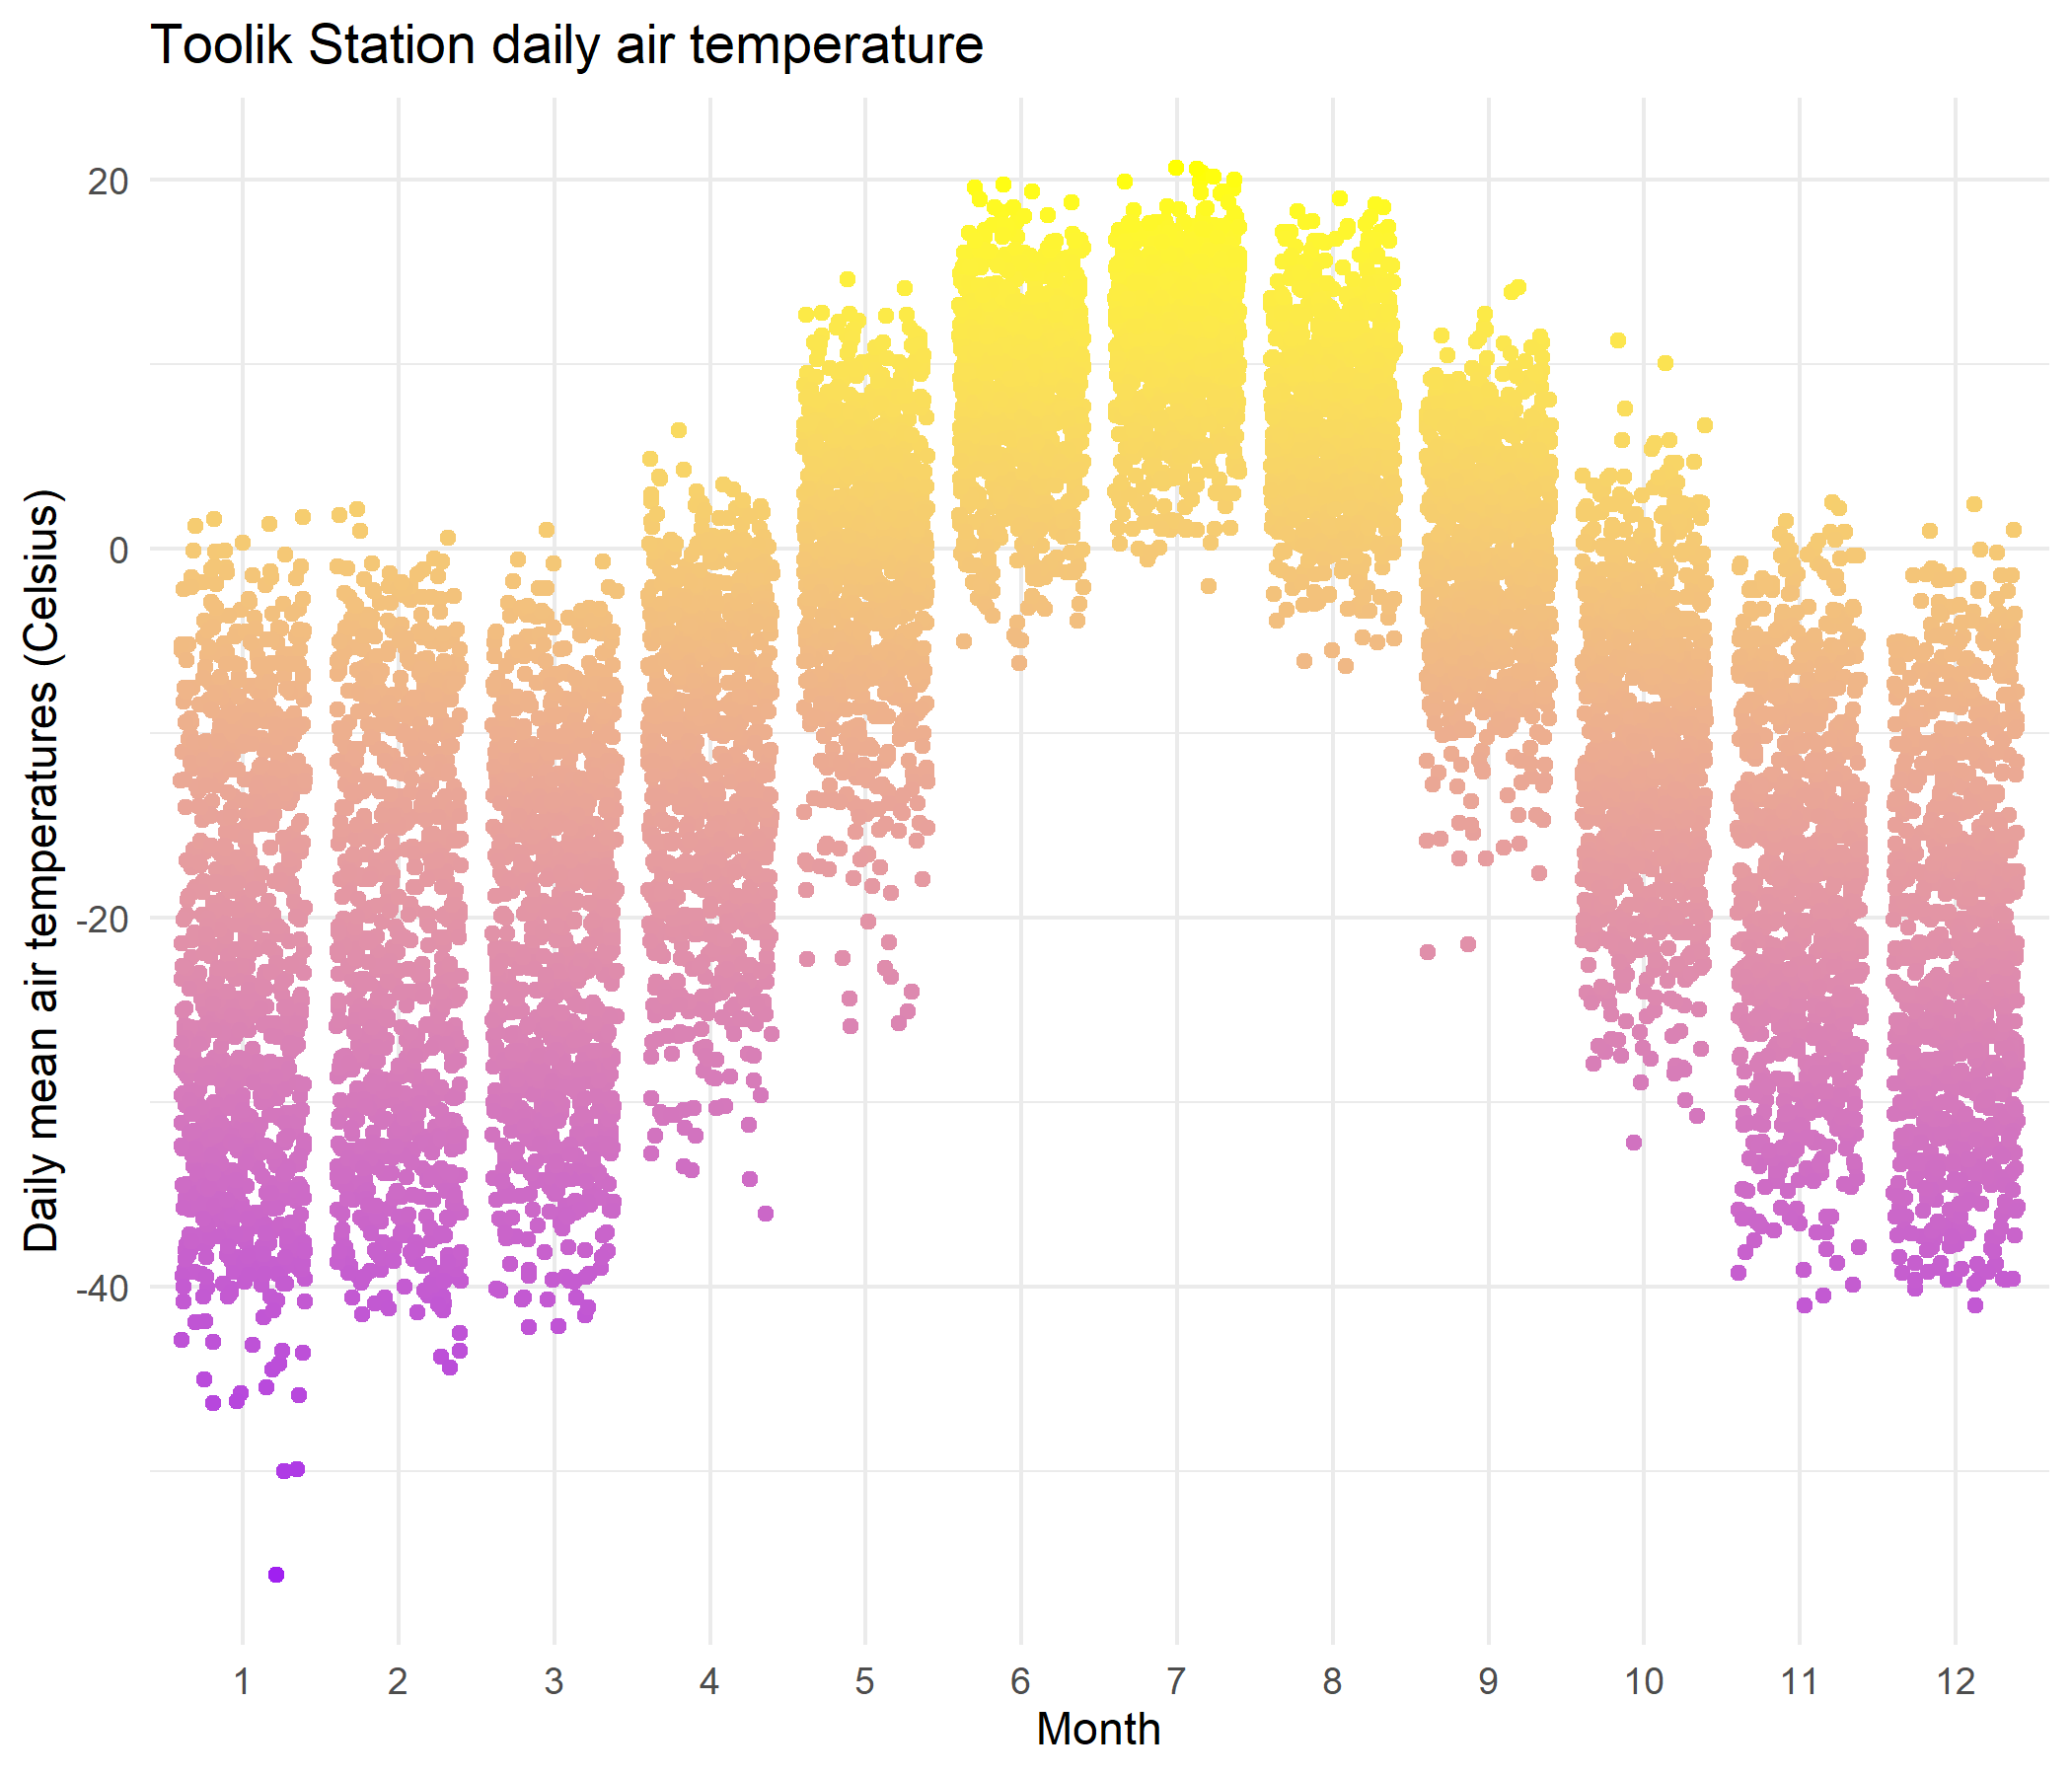 Toolik Station daily air temperature
Daily mean air temperatures (Celsius)
20
0
-20
-40
1 2 3 4 5 6 7 8 9 10 11 12
Month